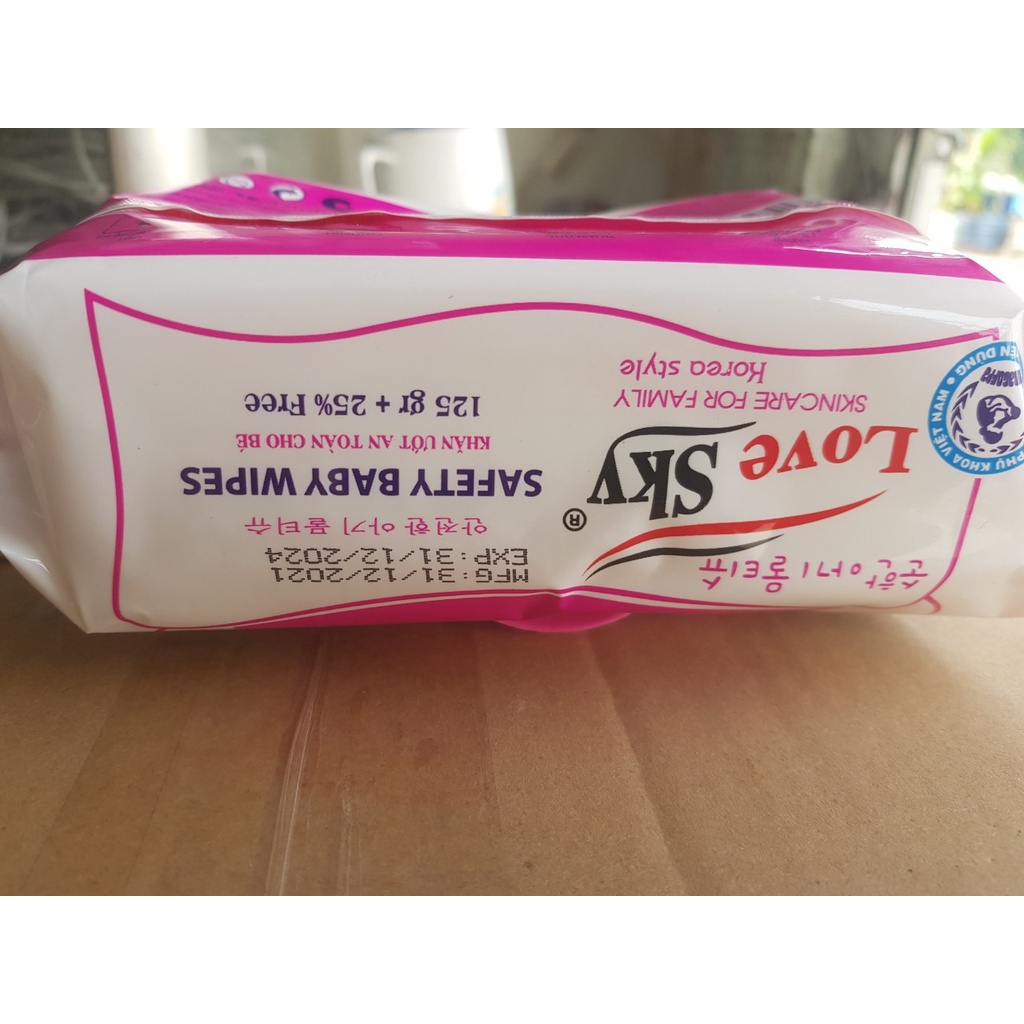 순한 아기 몽티슈
Love Sky ®
SKINCARE FOR FAMILY
Korea style
MFG: 31/12/2021
EXP: 31/12/2024
안전한 아기 물티슈
SAFETY BABY WIPES
KHĂN ƯỚT AN TOÀN CHO BÉ
125 gr + 25% Free
PHỤ KHOA VIỆT NAM